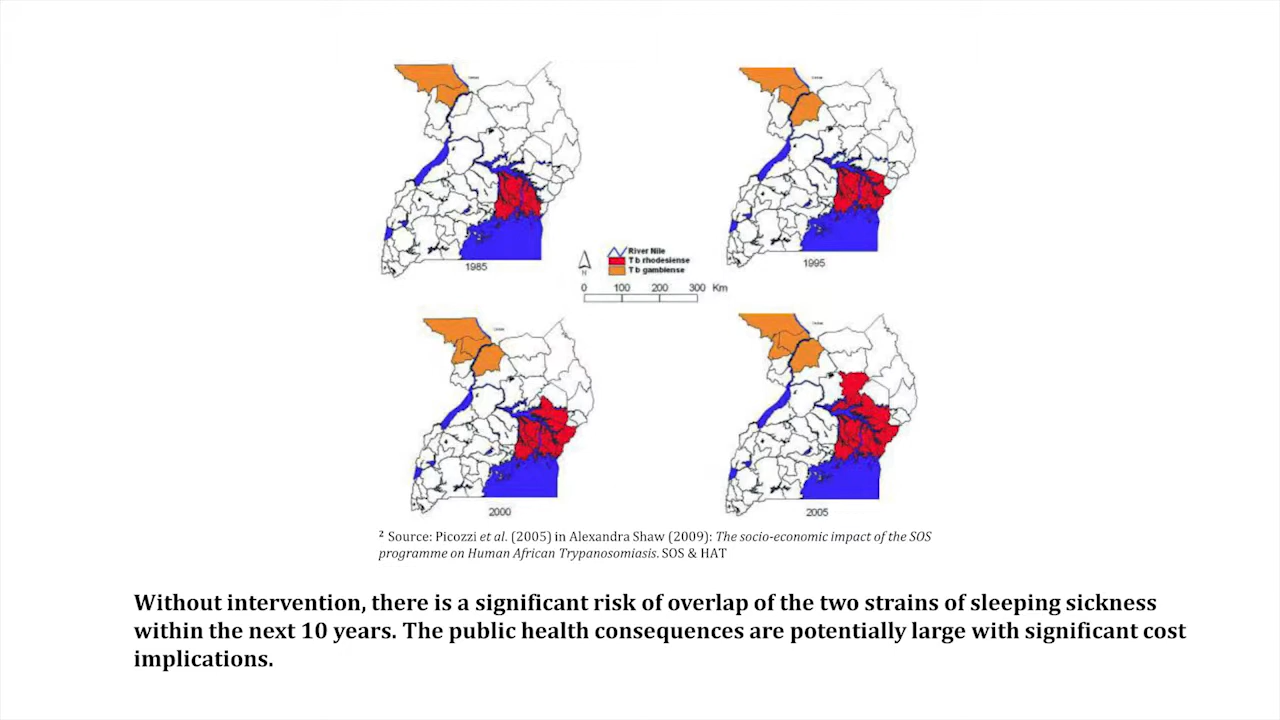 1985
1995
River Nile
T b rhodesiense
T b gambiense
N
0 100 200 300 Km
2000
2005
² Source: Picozzi et al. (2005) in Alexandra Shaw (2009): The socio-economic impact of the SOS
programme on Human African Trypanosomiasis. SOS & HAT
Without intervention, there is a significant risk of overlap of the two strains of sleeping sickness
within the next 10 years. The public health consequences are potentially large with significant cost
implications.